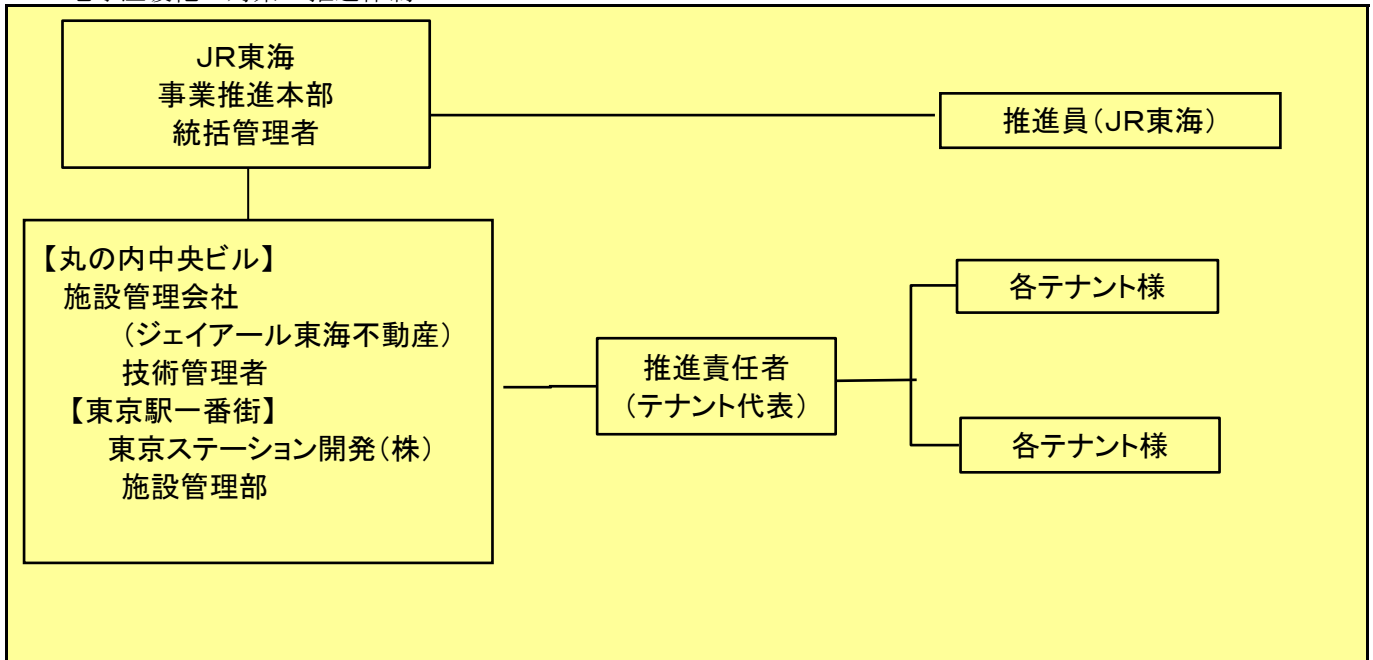 JR東海
事業推進本部
統括管理者
推進員(JR東海)
【丸の内中央ビル】
施設管理会社
(ジェイアール東海不動産)
技術管理者
【東京駅一番街】
東京ステーション開発(株)
施設管理部
推進責任者
(テナント代表)
各テナント様
各テナント様